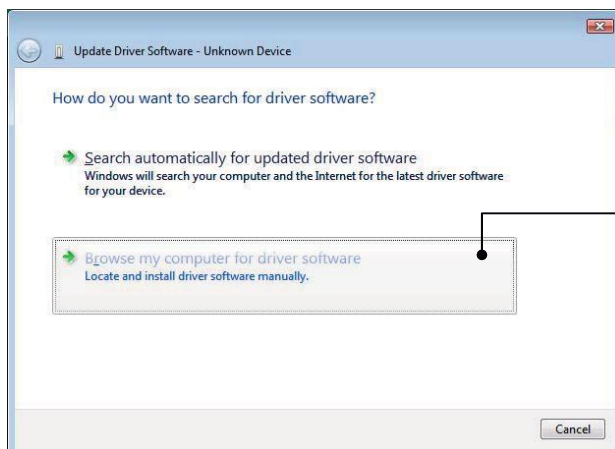 Update Driver Software - Unknown Device
How do you want to search for driver software?
Search automatically for updated driver software
Windows will search your computer and the Internet for the latest driver software
for your device.
Browse my computer for driver software
Locate and install driver software manually.
Cancel